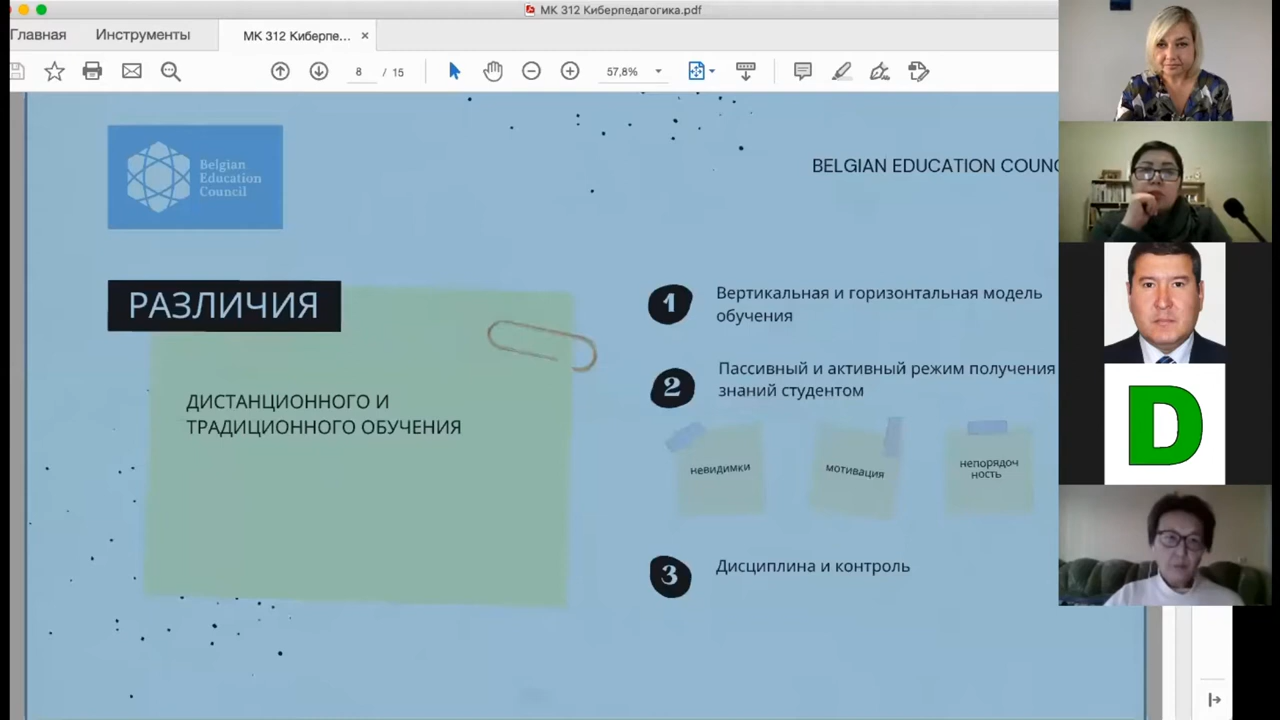 МК 312 Киберпедагогика.pdf
Главная
Инструменты
МК 312 Киберпе... ×
8 / 15
57,8%
Belgian
Education
Council
BELGIAN EDUCATION COUNC
РАЗЛИЧИЯ
ДИСТАНЦИОННОГО И
ТРАДИЦИОННОГО ОБУЧЕНИЯ
1
Вертикальная и горизонтальная модель
обучения
2
Пассивный и активный режим получения
знаний студентом
невидимки
мотивация
непорядоч
ность
3
Дисциплина и контроль
D